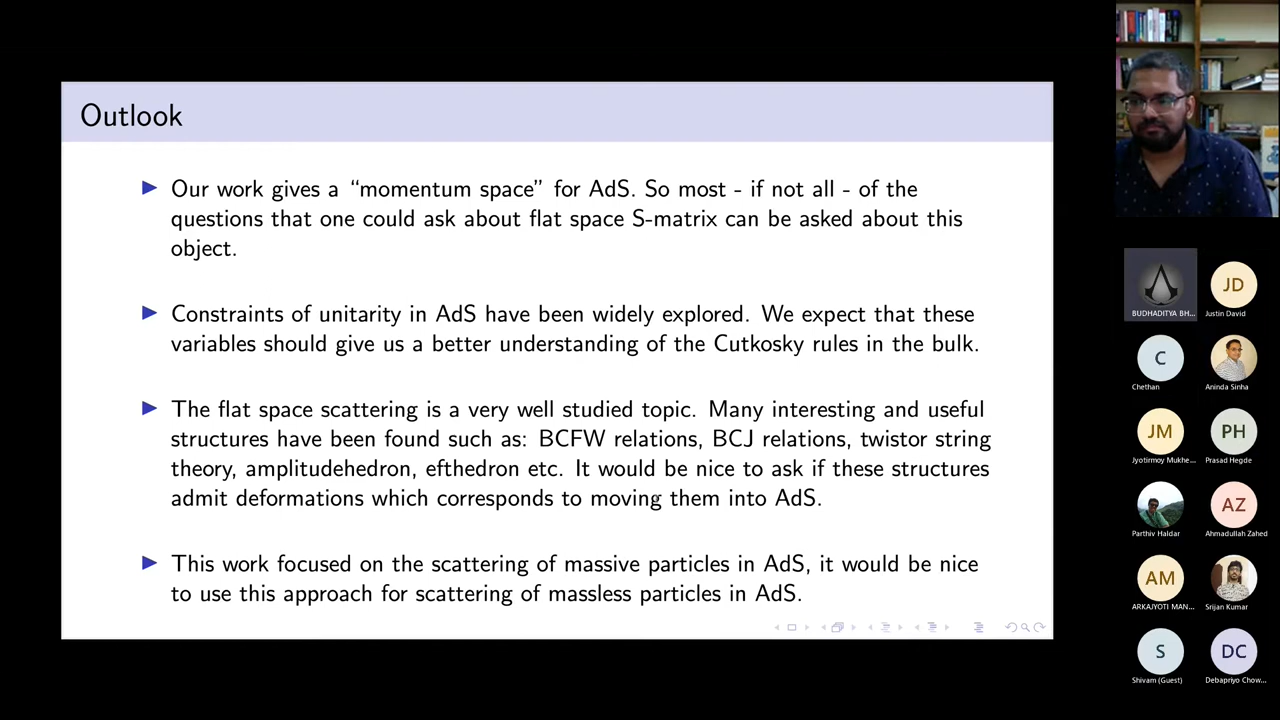 Outlook
Our work gives a “momentum space” for AdS. So most - if not all - of the
questions that one could ask about flat space S-matrix can be asked about this
object.
Constraints of unitarity in AdS have been widely explored. We expect that these
variables should give us a better understanding of the Cutkosky rules in the bulk.
The flat space scattering is a very well studied topic. Many interesting and useful
structures have been found such as: BCFW relations, BCJ relations, twistor string
theory, amplitudehedron, efthedron etc. It would be nice to ask if these structures
admit deformations which corresponds to moving them into AdS.
This work focused on the scattering of massive particles in AdS, it would be nice
to use this approach for scattering of massless particles in AdS.
JD
BUDHADITYA BH...
Justin David
C
Chethan
Aninda Sinha
JM
PH
Jyotirmoy Mukhe...
Prasad Hegde
AZ
Parthiv Haldar
Ahmadullah Zahed
AM
ARKAJYOTI MAN...
Srijan Kumar
S
DC
Shivam (Guest)
Debapriyo Chow...